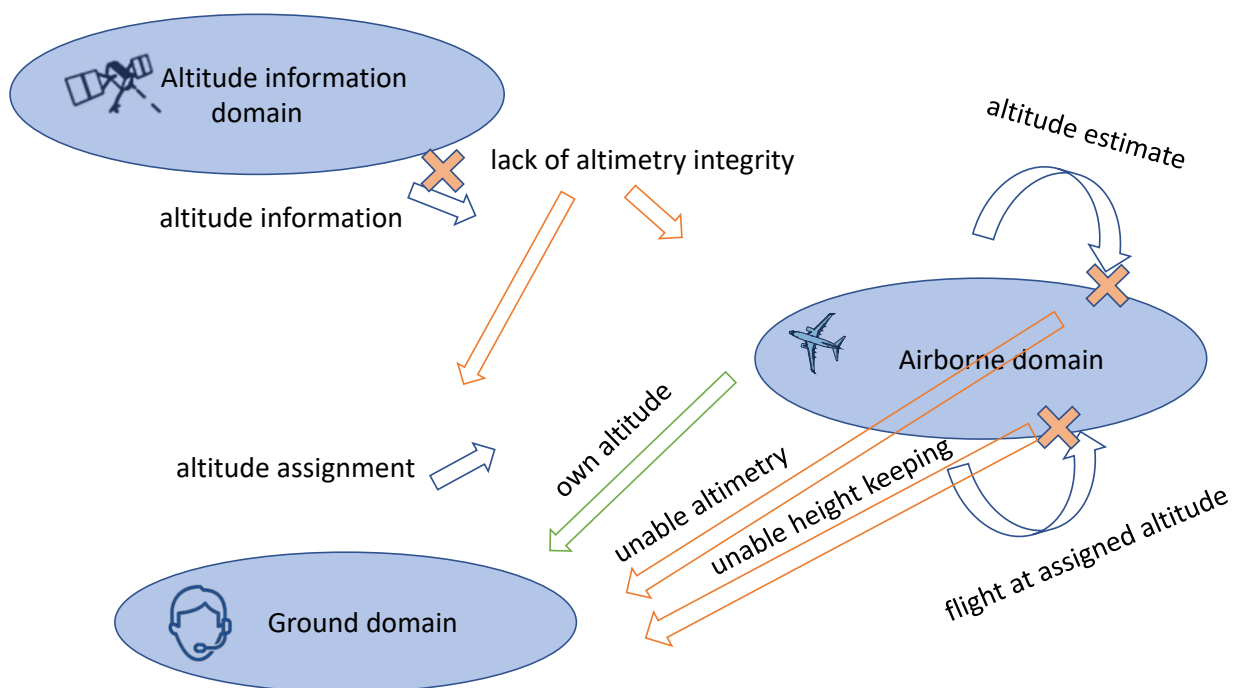 Altitude information
domain
lack of altimetry integrity
altitude information
altitude estimate
Airborne domain
own altitude
unable altimetry
unable height keeping
flight at assigned altitude
altitude assignment
Ground domain